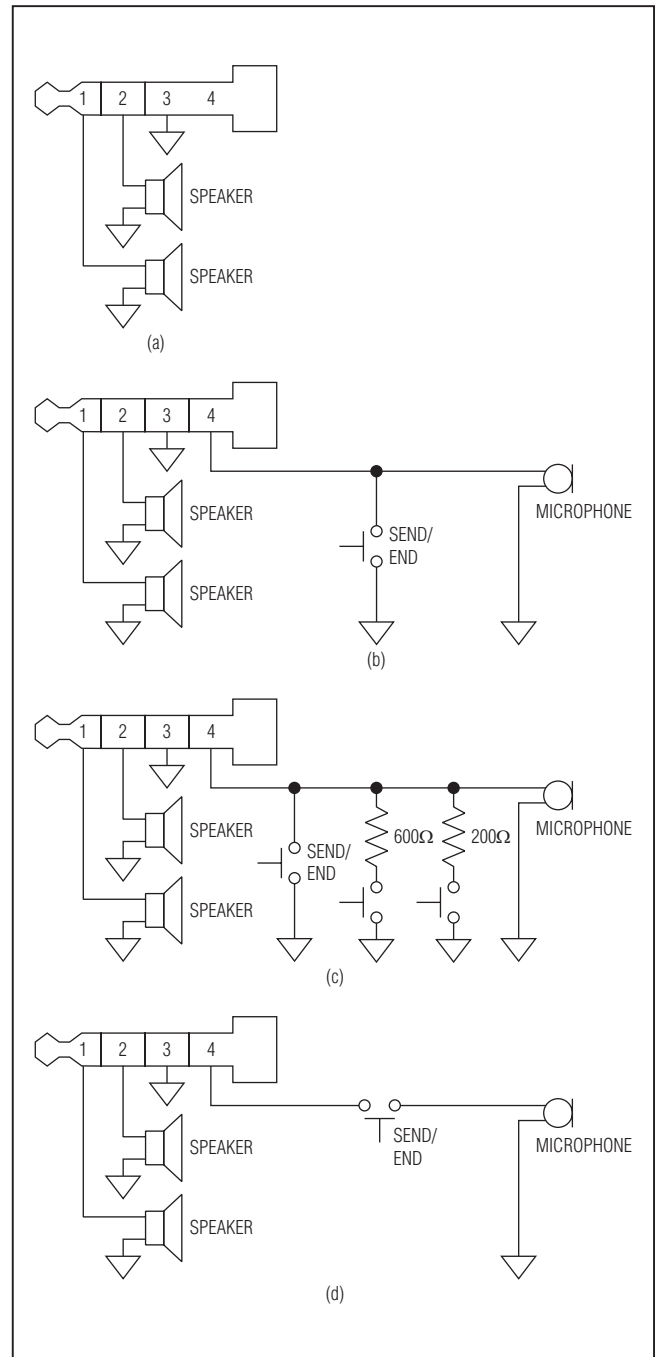 1 2 3 4
SPEAKER
SPEAKER
(a)
1 2 3 4
SPEAKER
SPEAKER
SEND/
END
MICROPHONE
(b)
1 2 3 4
SPEAKER
SPEAKER
SEND/
END
600Ω
200Ω
MICROPHONE
(c)
1 2 3 4
SPEAKER
SPEAKER
SEND/
END
MICROPHONE
(d)